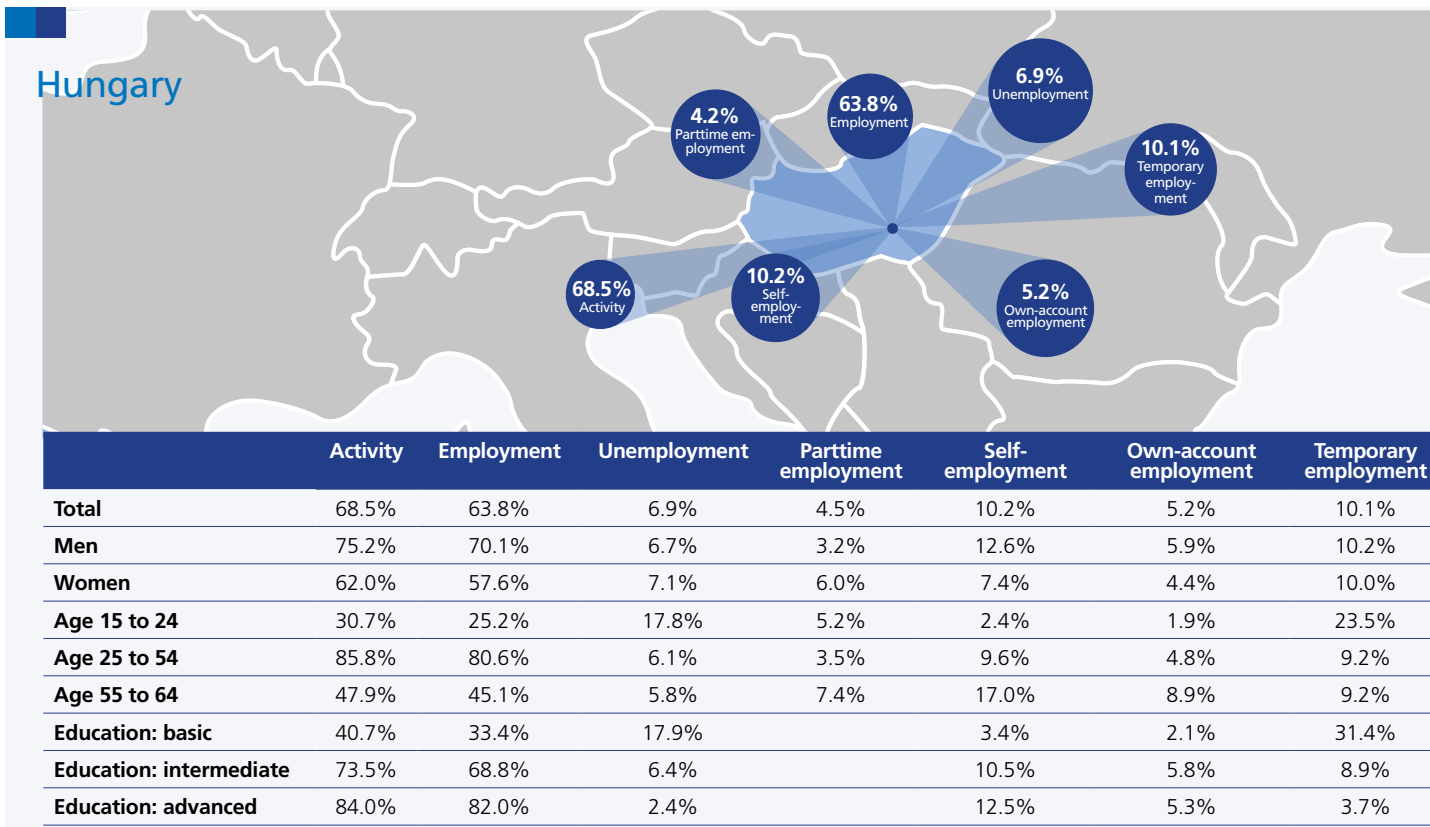 Hungary
6.9%
Unemployment
63.8%
Employment
4.2%
Parttime em-
ployment
10.1%
Temporary
employ-
ment
68.5%
Activity
10.2%
Self-
employ-
ment
5.2%
Own-account
employment
Activity Employment Unemployment Parttime employment Self-employment Own-account employment Temporary employment
Total 68.5% 63.8% 6.9% 4.5% 10.2% 5.2% 10.1%
Men 75.2% 70.1% 6.7% 3.2% 12.6% 5.9% 10.2%
Women 62.0% 57.6% 7.1% 6.0% 7.4% 4.4% 10.0%
Age 15 to 24 30.7% 25.2% 17.8% 5.2% 2.4% 1.9% 23.5%
Age 25 to 54 85.8% 80.6% 6.1% 3.5% 9.6% 4.8% 9.2%
Age 55 to 64 47.9% 45.1% 5.8% 7.4% 17.0% 8.9% 9.2%
Education: basic 40.7% 33.4% 17.9% 3.4% 2.1% 31.4%
Education: intermediate 73.5% 68.8% 6.4% 10.5% 5.8% 8.9%
Education: advanced 84.0% 82.0% 2.4% 12.5% 5.3% 3.7%